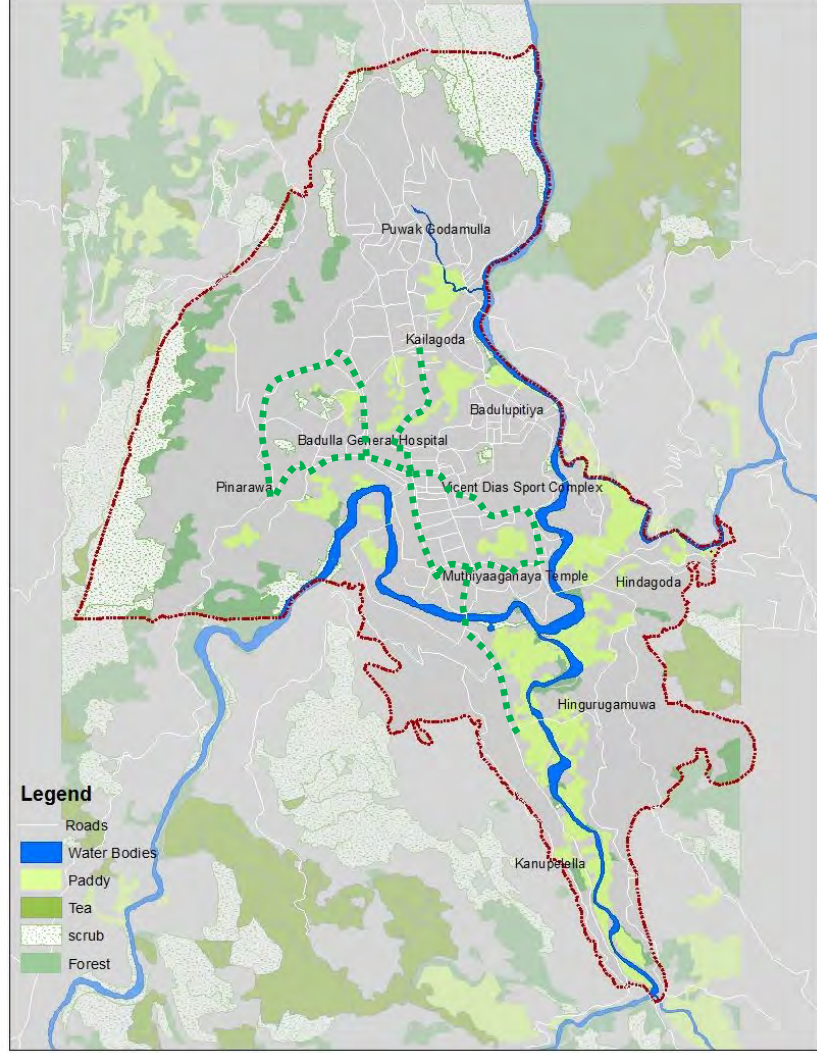 Puwak Godamulla
Kailagoda
Badulupitiya
Badulla General Hospital
Pinarawa
Vicent Dias Sport Complex
Muthiyaaganaya Temple
Hindagoda
Hingurugamuwa
Kanupelella
Legend
Roads
Water Bodies
Paddy
Tea
scrub
Forest